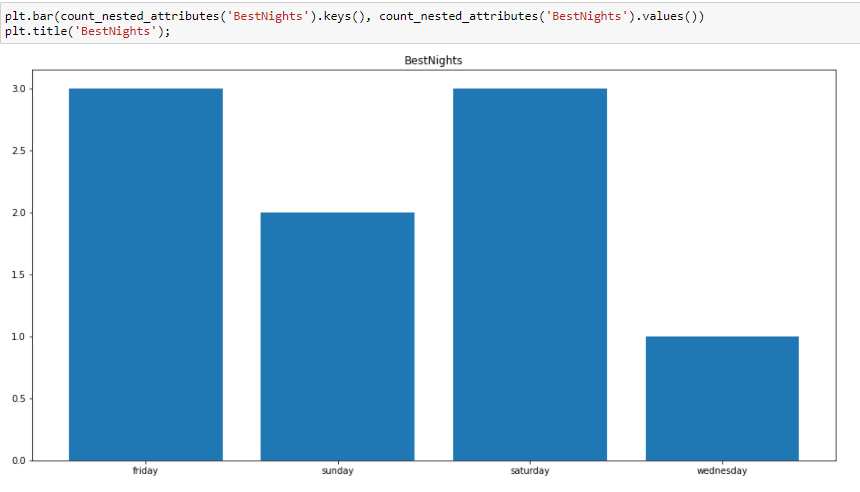 plt.bar(count_nested_attributes('BestNights').keys(), count_nested_attributes('BestNights').values())
plt.title('BestNights');
BestNights
3.0
2.5
2.0
1.5
1.0
0.5
0.0
friday sunday saturday wednesday